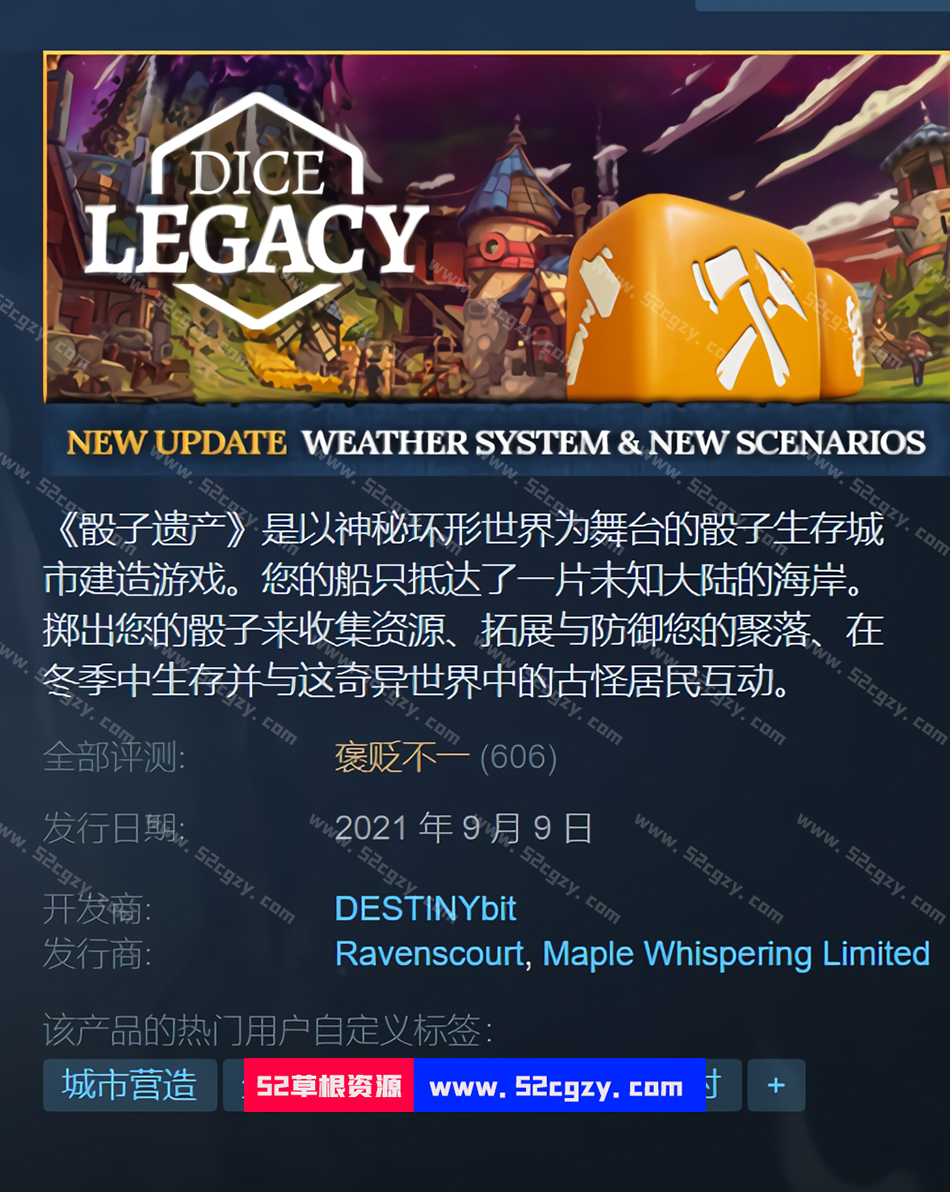 DICE
LEGACY
NEW UPDATE WEATHER SYSTEM & NEW SCENARIOS
《骰子遗产》是以神秘环形世界为舞台的骰子生存城
市建造游戏。您的船只抵达了一片未知大陆的海岸。
掷出您的骰子来收集资源、拓展与防御您的聚落、在
冬季中生存并与这奇异世界中的古怪居民互动。
全部评测: 褒贬不一 (606)
发行日期: 2021 年 9 月 9 日
开发商: DESTINYbit
发行商: Ravenscourt, Maple Whispering Limited
该产品的热门用户自定义标签:
城市营造 52草根资源 www.52cgzy.com +